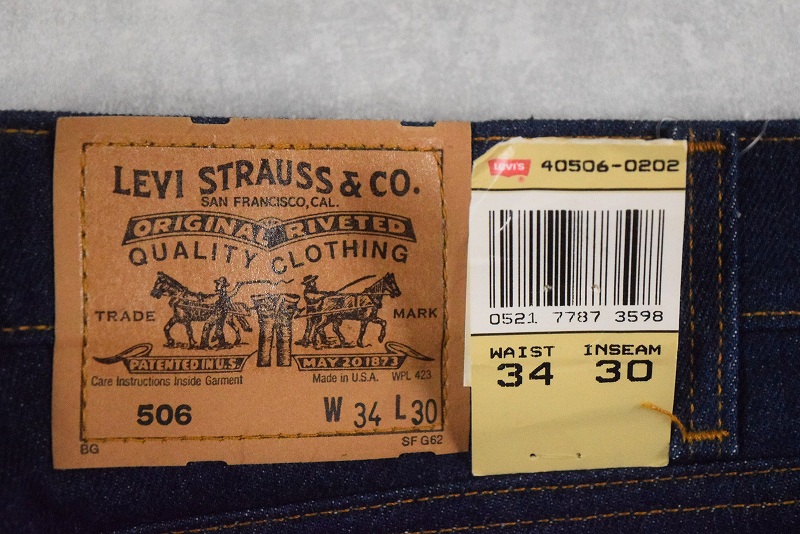 LEVI STRAUSS & CO.
SAN FRANCISCO, CAL.
ORIGINAL RIVETED
QUALITY CLOTHING
TRADE MARK
PATENTED IN U.S. MAY 20 1873
Care Instructions Inside Garment Made in U.S.A. WPL 423
506 W 34 L 30
BG SF G62
LEVI'S 40506-0202
0521 7787 3598
WAIST INSEAM
34 30